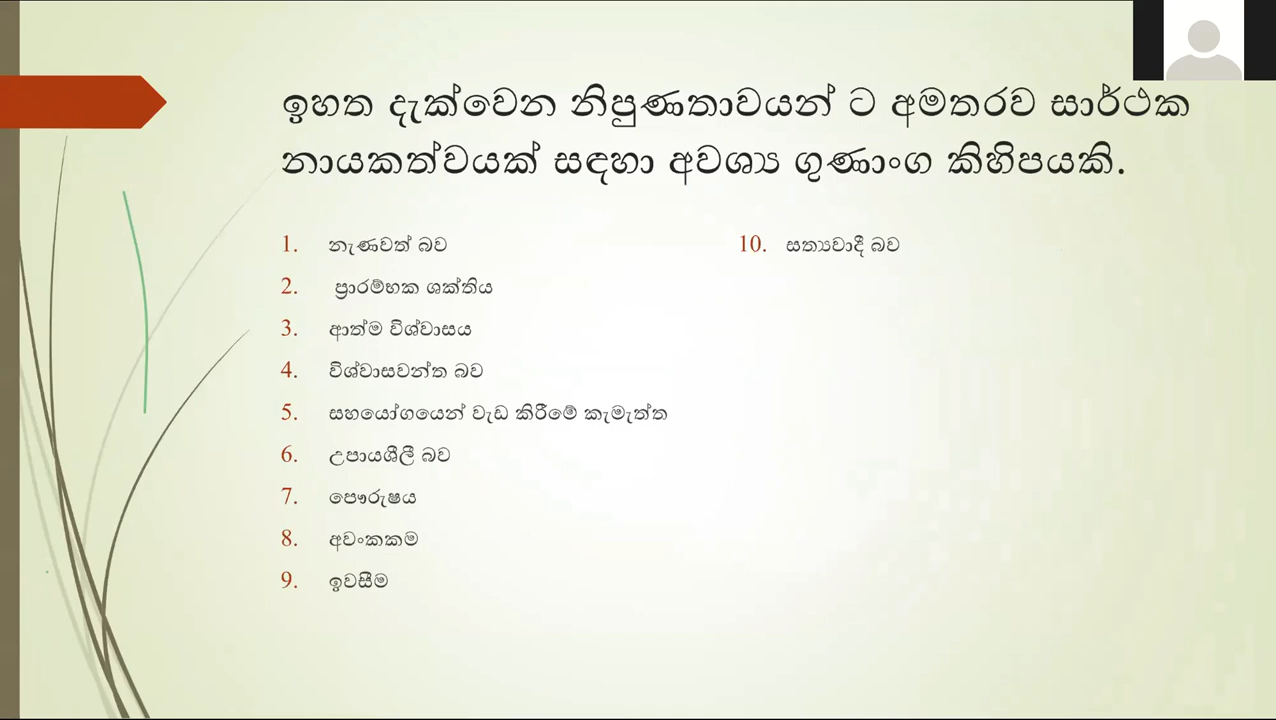 ඉහත දැක්වෙන නිපුණතාවයන් ට අමතරව සාර්ථක
නායකත්වයක් සඳහා අවශ්‍ය ගුණාංග කිහිපයකි.
1. නැණවත් බව
2. ප්‍රාරම්භක ශක්තිය
3. ආත්ම විශ්වාසය
4. විශ්වාසවන්ත බව
5. සහයෝගයෙන් වැඩ කිරීමේ කැමැත්ත
6. උපායශීලී බව
7. පෞරුෂය
8. අවංකකම
9. ඉවසීම
10. සත්‍යවාදී බව